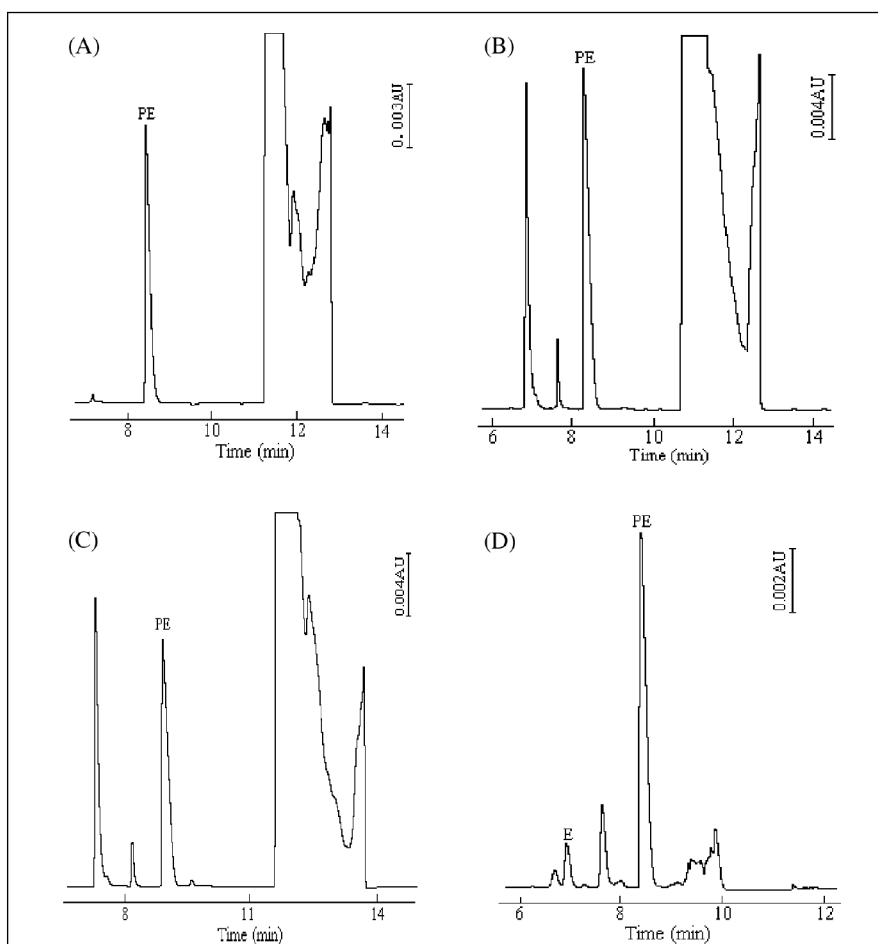 (A)
PE
0.003AU
8 10 12 14
Time (min)
(B)
PE
0.004AU
6 8 10 12 14
Time (min)
(C)
PE
0.004AU
8 11 14
Time (min)
(D)
PE
0.002AU
E
6 8 10 12
Time (min)